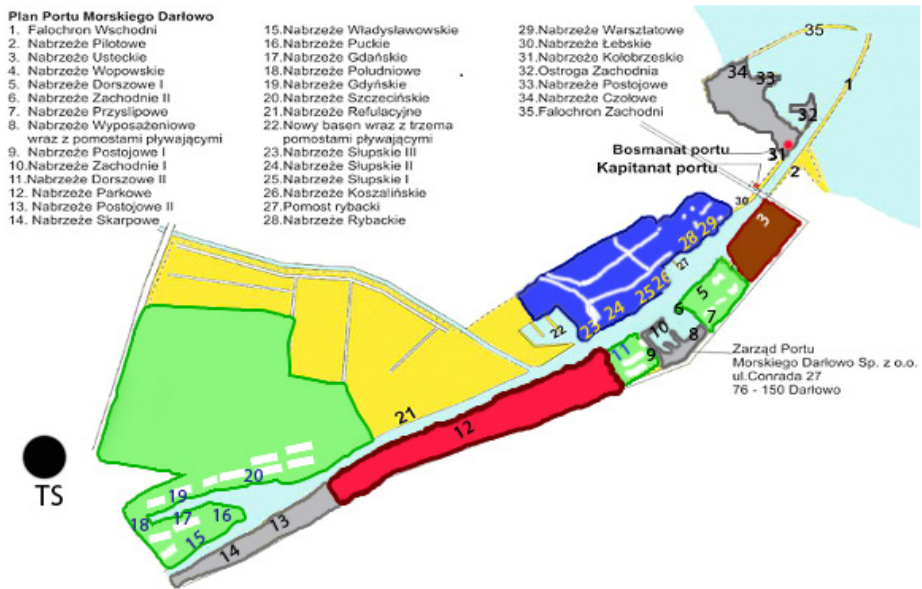 Plan Portu Morskiego Darłowo
1. Falochron Wschodni
2. Nabrzeże Pilotowe
3. Nabrzeże Usteckie
4. Nabrzeże Wopowskie
5. Nabrzeże Dorszowe I
6. Nabrzeże Zachodnie II
7. Nabrzeże Przyslipowe
8. Nabrzeże Wyposażeniowe
wraz z pomostami pływającymi
9. Nabrzeże Postojowe I
10.Nabrzeże Zachodnie I
11.Nabrzeże Dorszowe II
12. Nabrzeże Parkowe
13. Nabrzeże Postojowe II
14. Nabrzeże Skarpowe
15.Nabrzeże Władysławowskie
16.Nabrzeże Puckie
17.Nabrzeże Gdańskie
18.Nabrzeże Południowe
19.Nabrzeże Gdyńskie
20.Nabrzeże Szczecińskie
21.Nabrzeże Refulacyjne
22.Nowy basen wraz z trzema
pomostami pływającymi
23.Nabrzeże Słupskie III
24.Nabrzeże Słupskie II
25.Nabrzeże Słupskie I
26.Nabrzeże Koszalińskie
27.Pomost rybacki
28.Nabrzeże Rybackie
29.Nabrzeże Warsztatowe
30.Nabrzeże Łebskie
31.Nabrzeże Kołobrzeskie
32.Ostroga Zachodnia
33.Nabrzeże Postojowe
34.Nabrzeże Czołowe
35.Falochron Zachodni
35
34
33
1
32
Bosmanat portu
31
Kapitanat portu
2
30
3
29
28
27
26
25
24
23
22
5
6
7
8
10
9
11
Zarząd Portu
Morskiego Darłowo Sp. z o.o.
ul.Conrada 27
76 - 150 Darłowo
21
12
TS
20
19
18
17
16
15
13
14